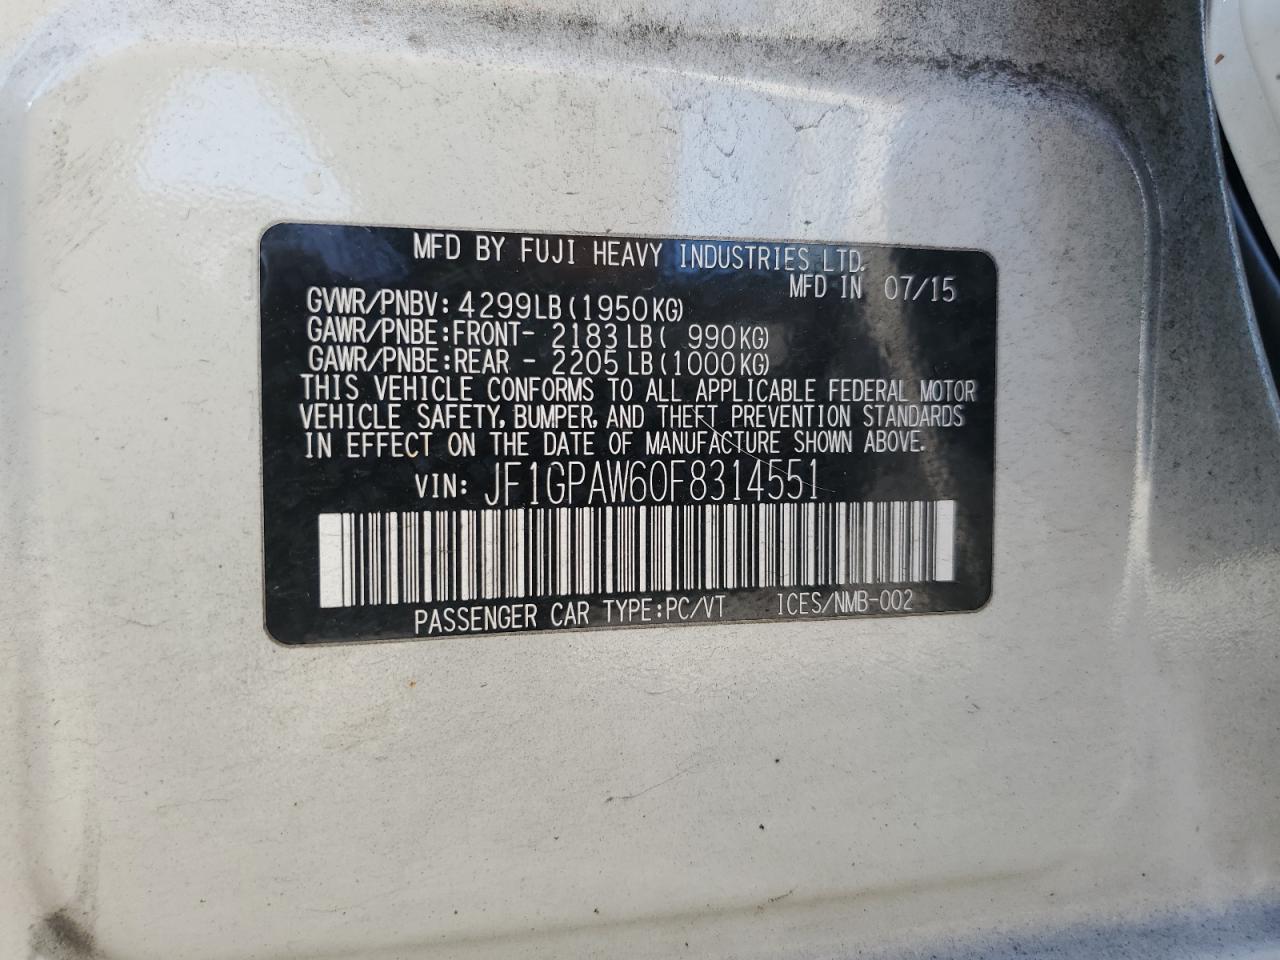 MFD BY FUJI HEAVY INDUSTRIES LTD.
MFD IN 07/15
GVWR/PNBV: 4299LB (1950KG)
GAWR/PNBE:FRONT- 2183 LB ( 990KG)
GAWR/PNBE:REAR - 2205 LB (1000KG)
THIS VEHICLE CONFORMS TO ALL APPLICABLE FEDERAL MOTOR
VEHICLE SAFETY, BUMPER, AND THEFT PREVENTION STANDARDS
IN EFFECT ON THE DATE OF MANUFACTURE SHOWN ABOVE.
VIN: JF1GPAW60F8314551
PASSENGER CAR TYPE:PC/VT ICES/NMB-002